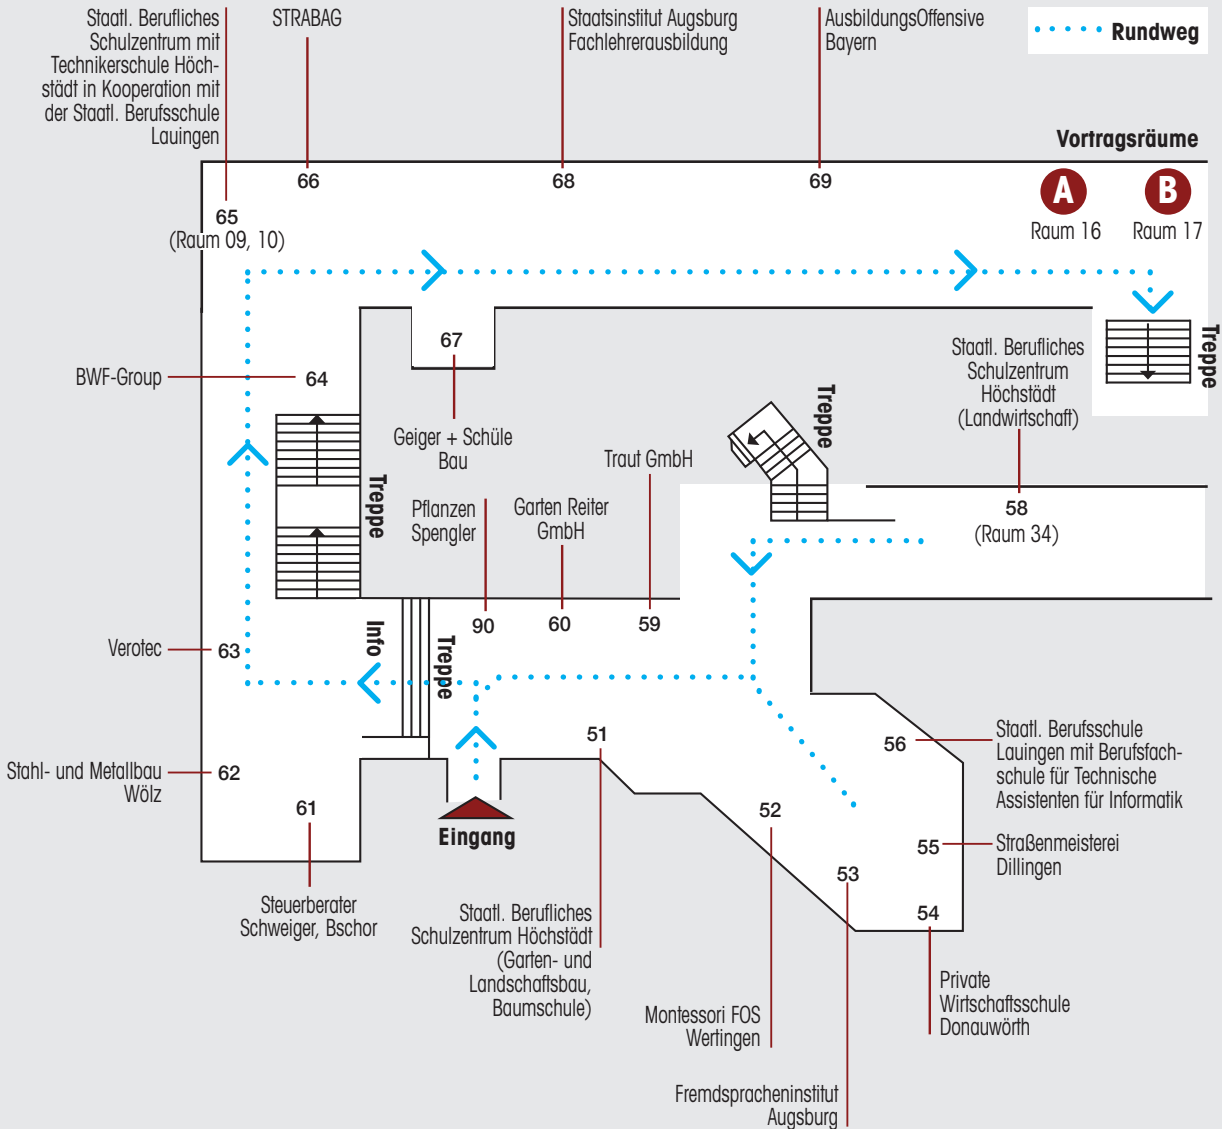 Staatl. Berufliches
Schulzentrum mit
Technikerschule Höch-
städt in Kooperation mit
der Staatl. Berufsschule
Lauingen
STRABAG
Staatsinstitut Augsburg
Fachlehrerausbildung
AusbildungsOffensive
Bayern
Rundweg
Vortragsräume
66
68
69
A
B
Raum 16
Raum 17
65
(Raum 09, 10)
67
Treppe
BWF-Group
64
Staatl. Berufliches
Schulzentrum
Höchstädt
(Landwirtschaft)
Treppe
Geiger + Schüle
Bau
Traut GmbH
Treppe
Pflanzen
Spengler
Garten Reiter
GmbH
58
(Raum 34)
90
60
59
Verotec
63
Info
Treppe
51
56
Staatl. Berufsschule
Lauingen mit Berufsfach-
schule für Technische
Assistenten für Informatik
Stahl- und Metallbau
Wölz
62
61
52
Eingang
55
Straßenmeisterei
Dillingen
53
54
Steuerberater
Schweiger, Bschor
Staatl. Berufliches
Schulzentrum Höchstädt
(Garten- und
Landschaftsbau,
Baumschule)
Private
Wirtschaftsschule
Donauwörth
Montessori FOS
Wertingen
Fremdspracheninstitut
Augsburg